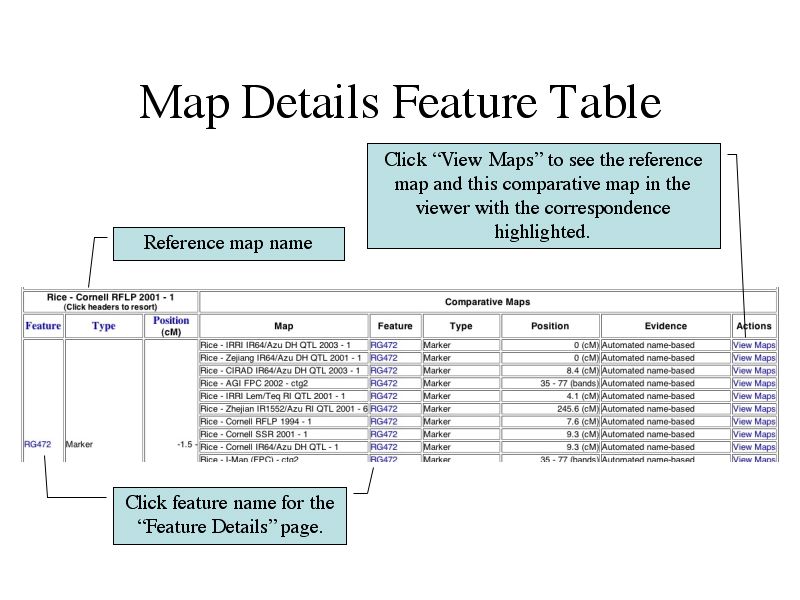 Map Details Feature Table
Click “View Maps” to see the reference
map and this comparative map in the
viewer with the correspondence
highlighted.
Reference map name
Rice - Cornell RFLP 2001 - 1
(Click headers to resort)
Comparative Maps
Feature Type Position (cM) Map Feature Type Position Evidence Actions
Rice - IRRI IR64/Azu DH QTL 2003 - 1 RG472 Marker 0 (cM) Automated name-based View Maps
Rice - Zejiang IR64/Azu DH QTL 2001 - 1 RG472 Marker 0 (cM) Automated name-based View Maps
Rice - CIRAD IR64/Azu DH QTL 2003 - 1 RG472 Marker 8.4 (cM) Automated name-based View Maps
Rice - AGI FPC 2002 - ctg2 RG472 Marker 35 - 77 (bands) Automated name-based View Maps
Rice - IRRI Lem/Teq RI QTL 2001 - 1 RG472 Marker 4.1 (cM) Automated name-based View Maps
Rice - Zhejian IR1552/Azu RI QTL 2001 - 6 RG472 Marker 245.6 (cM) Automated name-based View Maps
Rice - Cornell RFLP 1994 - 1 RG472 Marker 7.6 (cM) Automated name-based View Maps
Rice - Cornell SSR 2001 - 1 RG472 Marker 9.3 (cM) Automated name-based View Maps
RG472 Marker -1.5 - Rice - Cornell IR64/Azu DH QTL - 1 RG472 Marker 9.3 (cM) Automated name-based View Maps
Rice - I-Map (FPC) - ctg2 RG472 Marker 35 - 77 (bands) Automated name-based View Maps
Click feature name for the
“Feature Details” page.